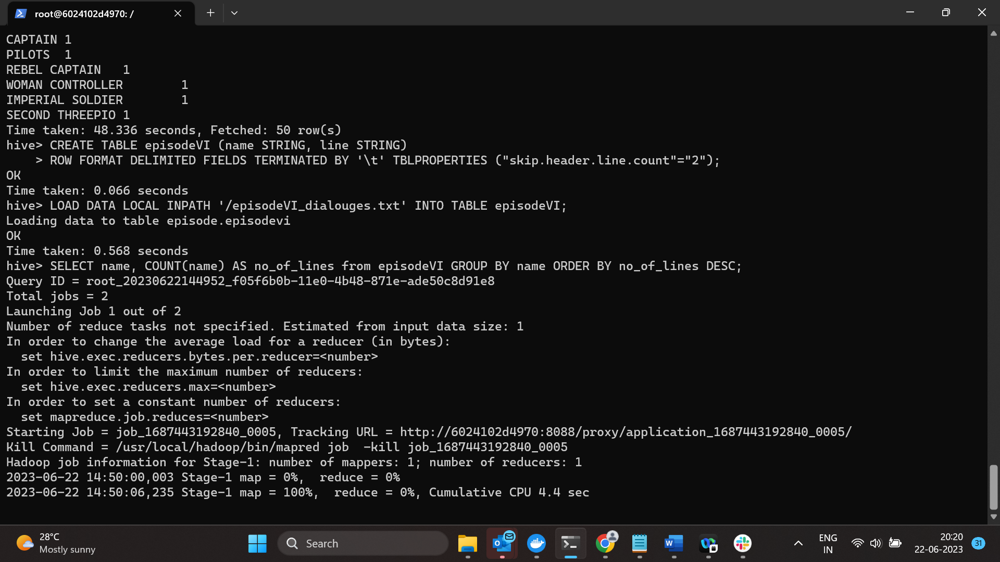 root@6024102d4970: /
CAPTAIN 1
PILOTS  1
REBEL CAPTAIN   1
WOMAN CONTROLLER        1
IMPERIAL SOLDIER        1
SECOND THREEPIO 1
Time taken: 48.336 seconds, Fetched: 50 row(s)
hive> CREATE TABLE episodeVI (name STRING, line STRING)
    > ROW FORMAT DELIMITED FIELDS TERMINATED BY '\t' TBLPROPERTIES ("skip.header.line.count"="2");
OK
Time taken: 0.066 seconds
hive> LOAD DATA LOCAL INPATH '/episodeVI_dialouges.txt' INTO TABLE episodeVI;
Loading data to table episode.episodevi
OK
Time taken: 0.568 seconds
hive> SELECT name, COUNT(name) AS no_of_lines from episodeVI GROUP BY name ORDER BY no_of_lines DESC;
Query ID = root_20230622144952_f05f6b0b-11e0-4b48-871e-ade50c8d91e8
Total jobs = 2
Launching Job 1 out of 2
Number of reduce tasks not specified. Estimated from input data size: 1
In order to change the average load for a reducer (in bytes):
  set hive.exec.reducers.bytes.per.reducer=<number>
In order to limit the maximum number of reducers:
  set hive.exec.reducers.max=<number>
In order to set a constant number of reducers:
  set mapreduce.job.reduces=<number>
Starting Job = job_1687443192840_0005, Tracking URL = http://6024102d4970:8088/proxy/application_1687443192840_0005/
Kill Command = /usr/local/hadoop/bin/mapred job  -kill job_1687443192840_0005
Hadoop job information for Stage-1: number of mappers: 1; number of reducers: 1
2023-06-22 14:50:00,003 Stage-1 map = 0%,  reduce = 0%
2023-06-22 14:50:06,235 Stage-1 map = 100%,  reduce = 0%, Cumulative CPU 4.4 sec
28°C
Mostly sunny
Search
ENG
IN
20:20
22-06-2023
31